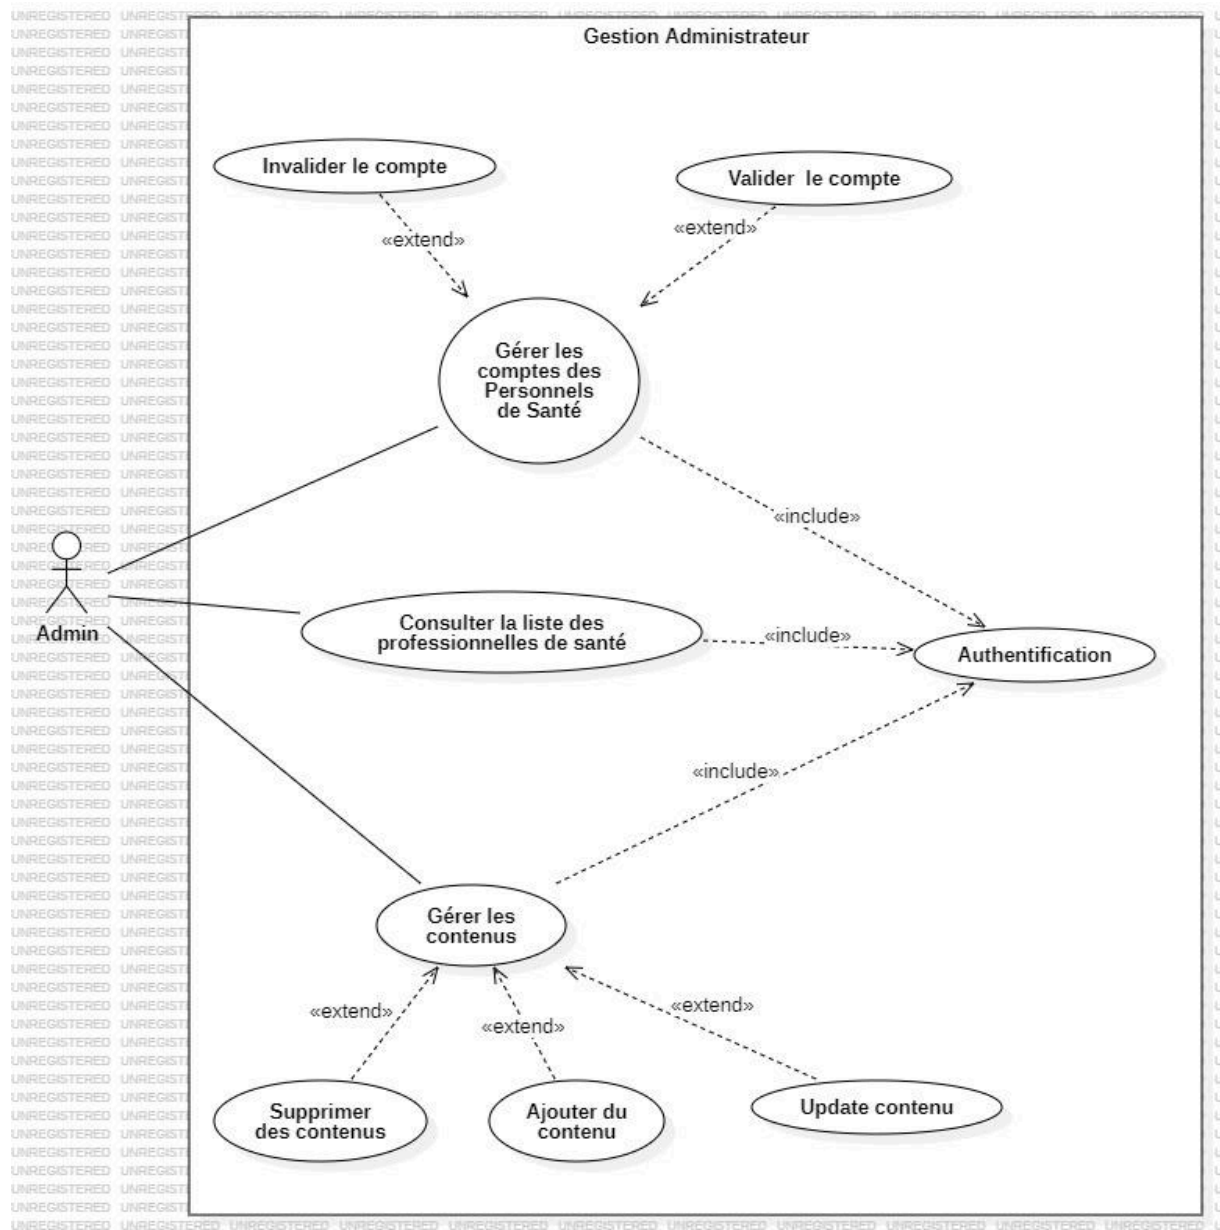 Gestion Administrateur
Invalider le compte
Valider le compte
«extend»
«extend»
Gérer les
comptes des
Personnels
de Santé
«include»
Admin
Consulter la liste des
professionnelles de santé
«include»
Authentification
«include»
Gérer les
contenus
«extend»
«extend»
«extend»
Supprimer
des contenus
Ajouter du
contenu
Update contenu
UNREGISTERED